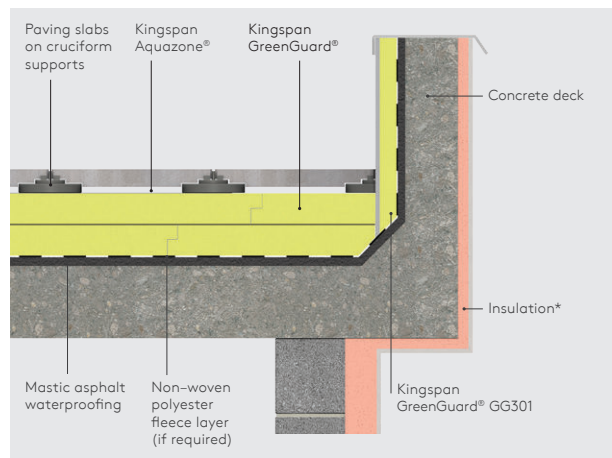 Paving slabs
on cruciform
supports
Kingspan
Aquazone®
Kingspan
GreenGuard®
Concrete deck
Insulation*
Mastic asphalt
waterproofing
Non–woven
polyester
fleece layer
(if required)
Kingspan
GreenGuard® GG301